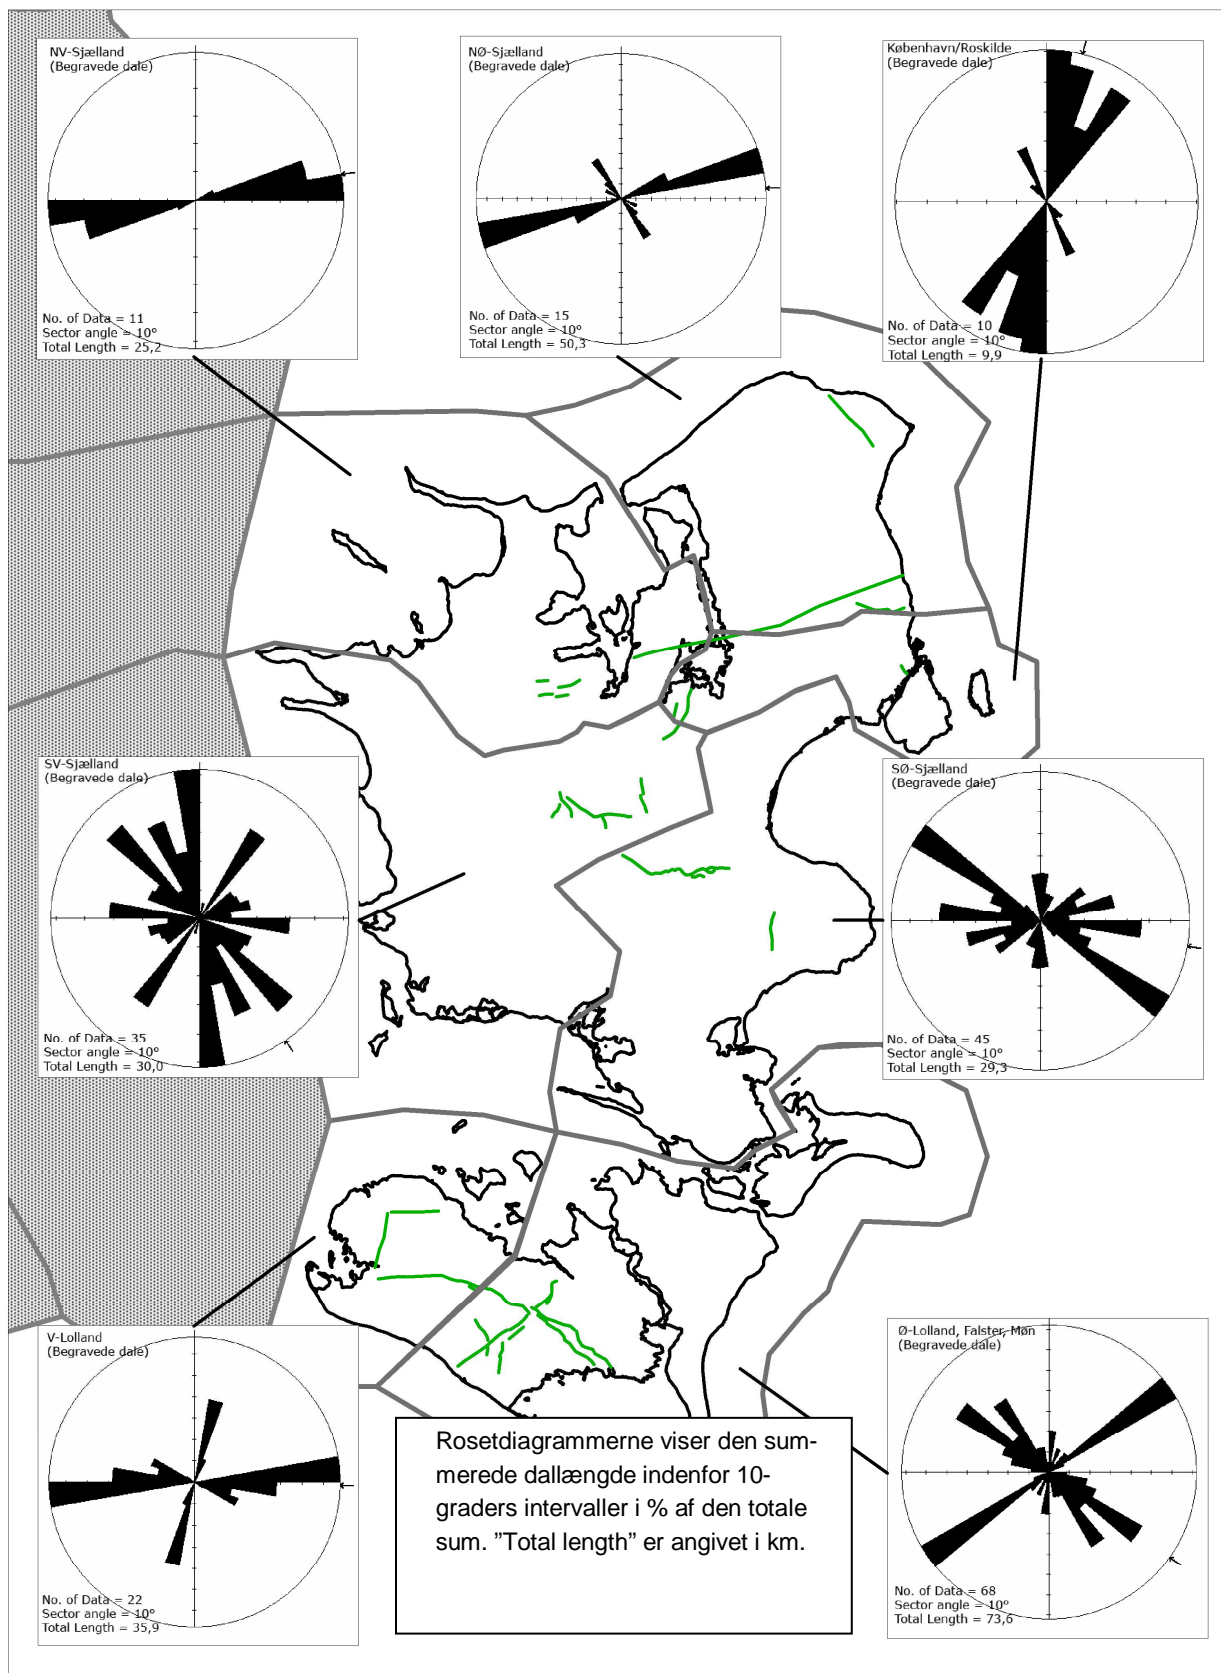 NV-Sjælland
(Begravede dale)
No. of Data = 11
Sector angle = 10°
Total Length = 25,2
NØ-Sjælland
(Begravede dale)
No. of Data = 15
Sector angle = 10°
Total Length = 50,3
København/Roskilde
(Begravede dale)
No. of Data = 10
Sector angle = 10°
Total Length = 9,9
SV-Sjælland
(Begravede dale)
No. of Data = 35
Sector angle = 10°
Total Length = 30,0
SØ-Sjælland
(Begravede dale)
No. of Data = 45
Sector angle = 10°
Total Length = 29,3
V-Lolland
(Begravede dale)
No. of Data = 22
Sector angle = 10°
Total Length = 35,9
Ø-Lolland, Falster, Møn
(Begravede dale)
No. of Data = 68
Sector angle = 10°
Total Length = 73,6
Rosetdiagrammerne viser den sum-
merede dallængde indenfor 10-
graders intervaller i % af den totale
sum. ”Total length” er angivet i km.